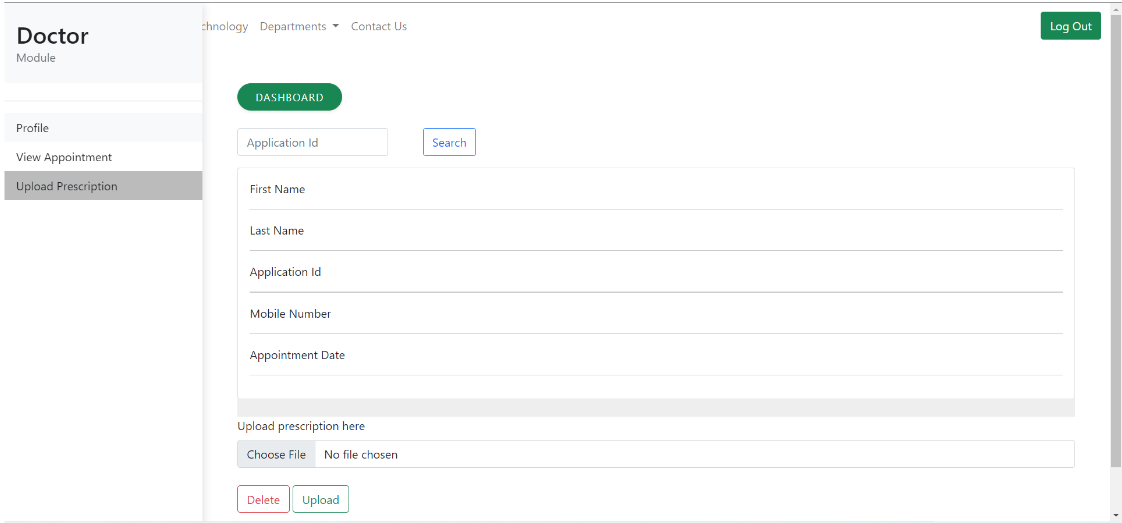 Doctor
Module
Departments Contact Us
Log Out
Profile
View Appointment
Upload Prescription
DASHBOARD
Application Id Search
First Name
Last Name
Application Id
Mobile Number
Appointment Date
Upload prescription here
Choose File No file chosen
Delete Upload